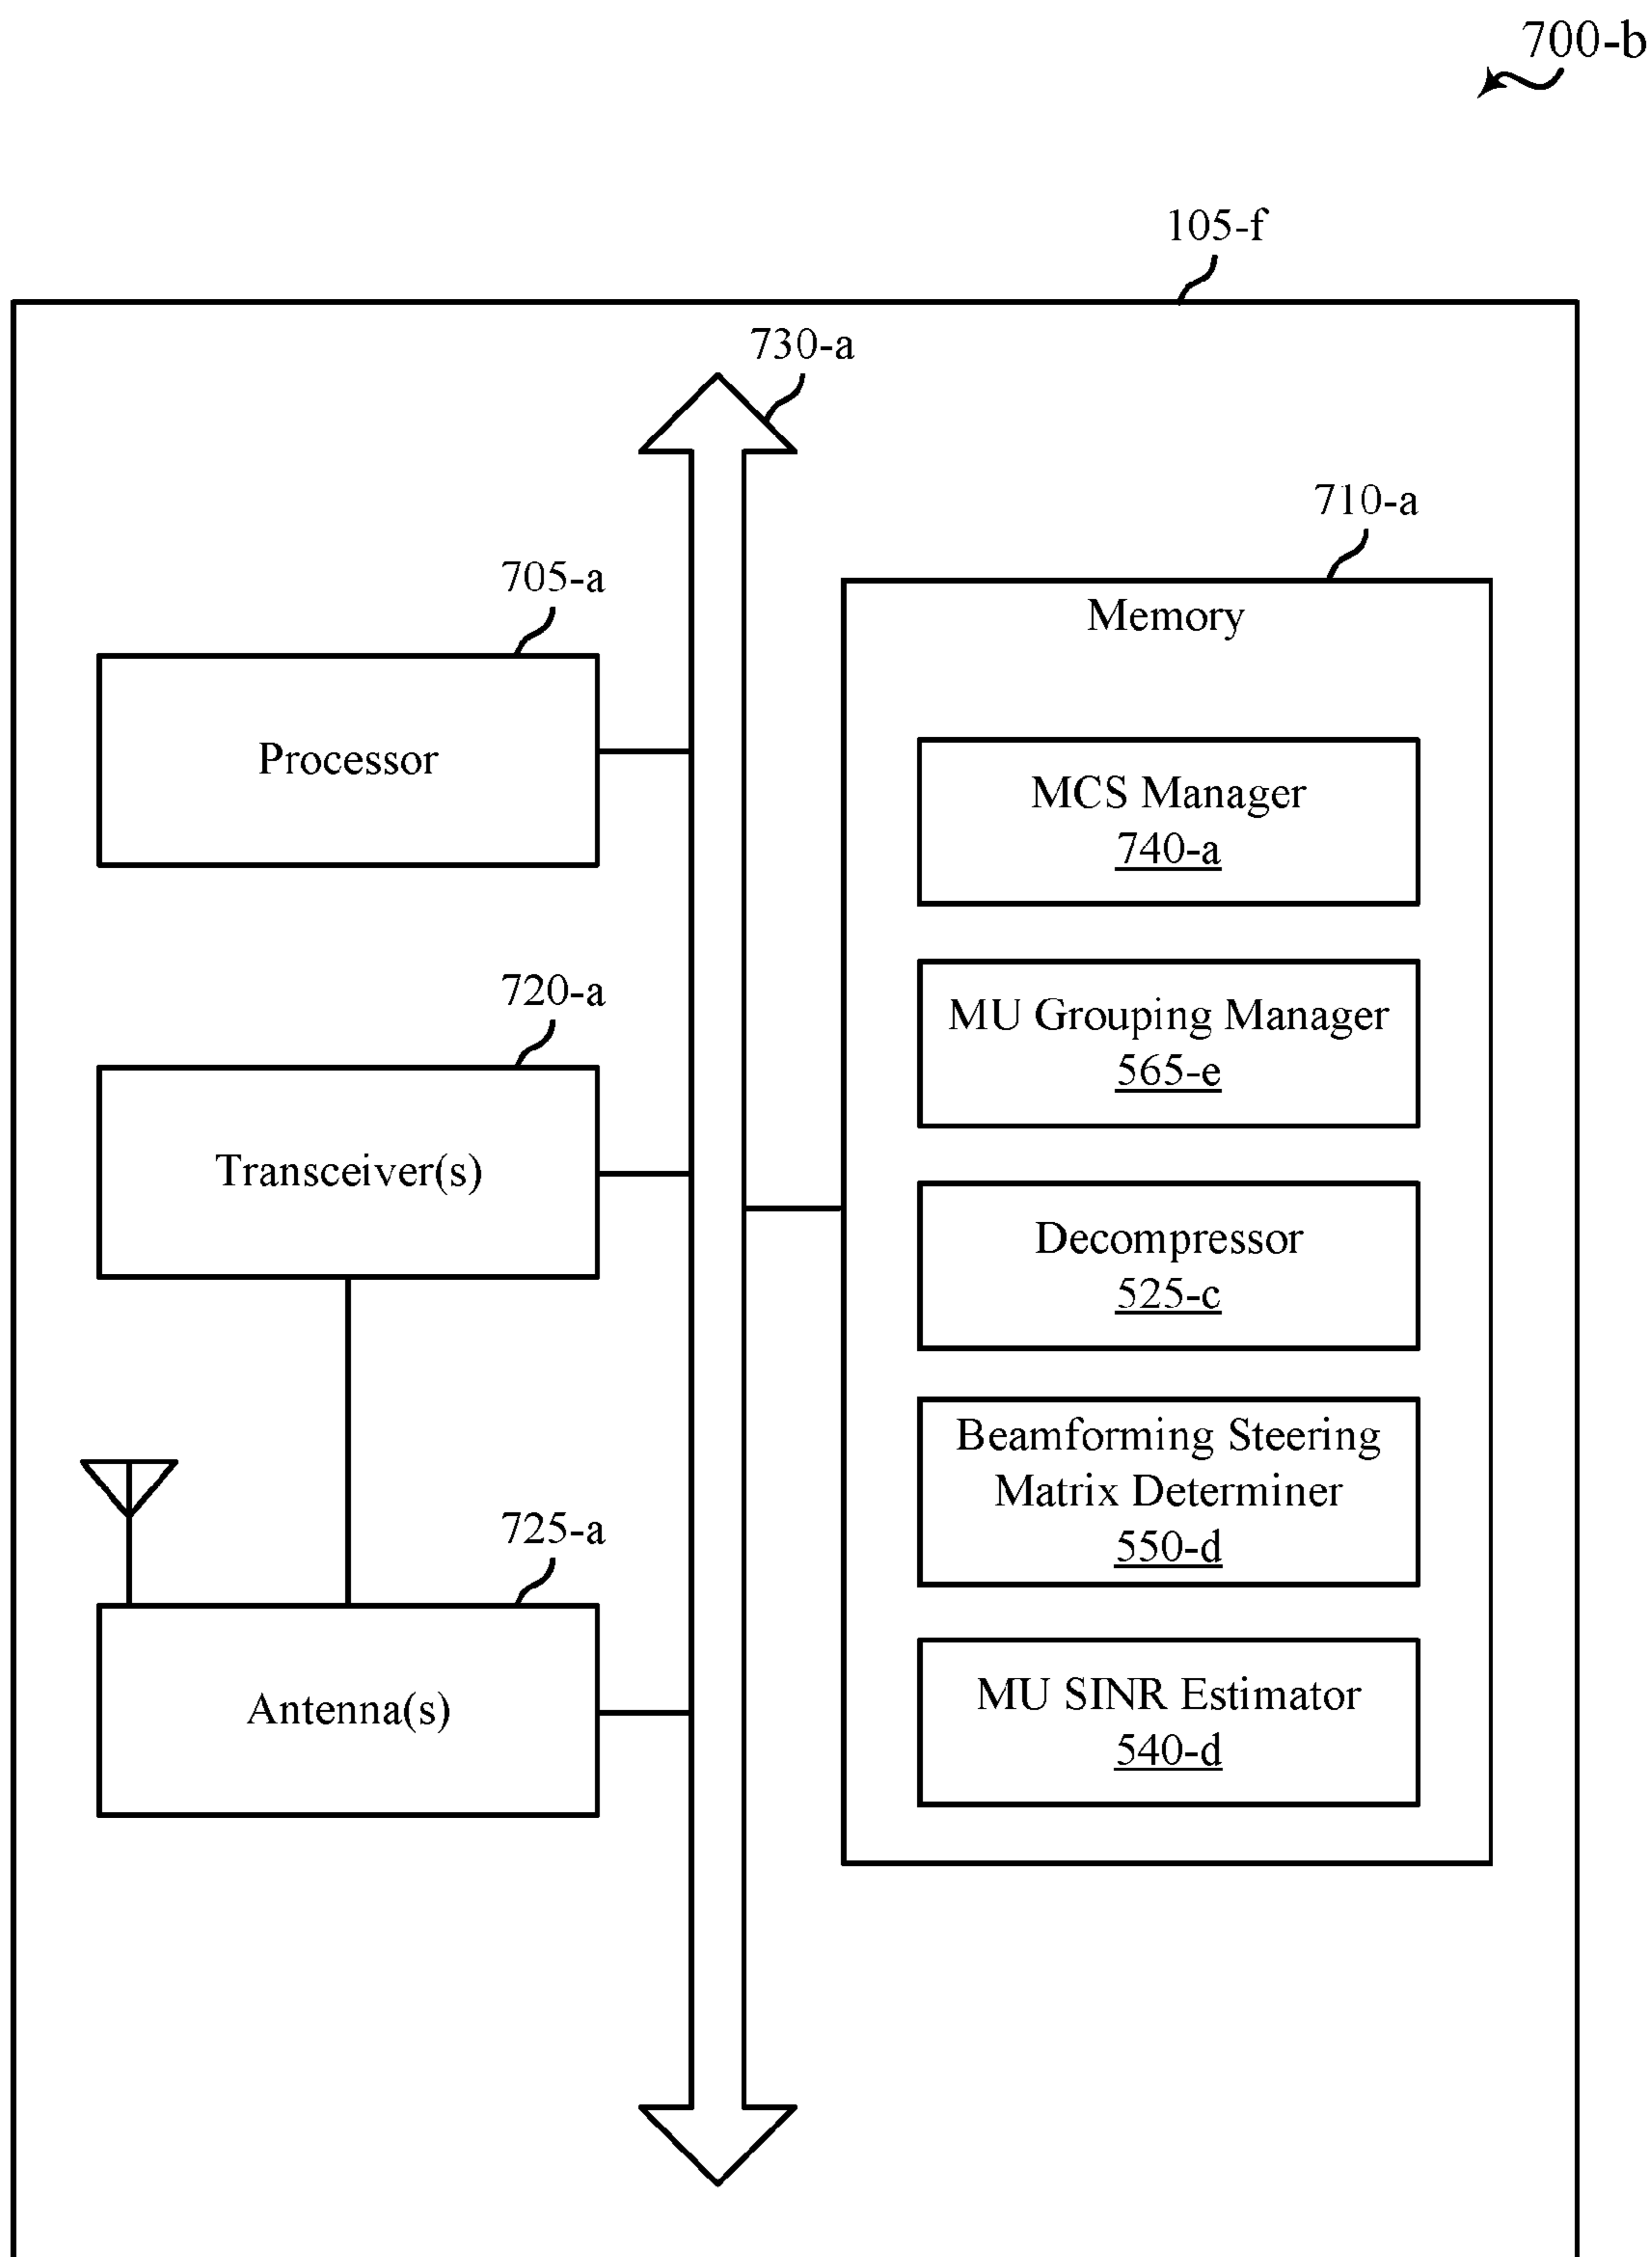 700-b
105-f
730-a
710-a
Memory
705-a
Processor
MCS Manager
740-a
MU Grouping Manager
565-e
720-a
Transceiver(s)
Decompressor
525-c
Beamforming Steering
Matrix Determiner
550-d
725-a
Antenna(s)
MU SINR Estimator
540-d